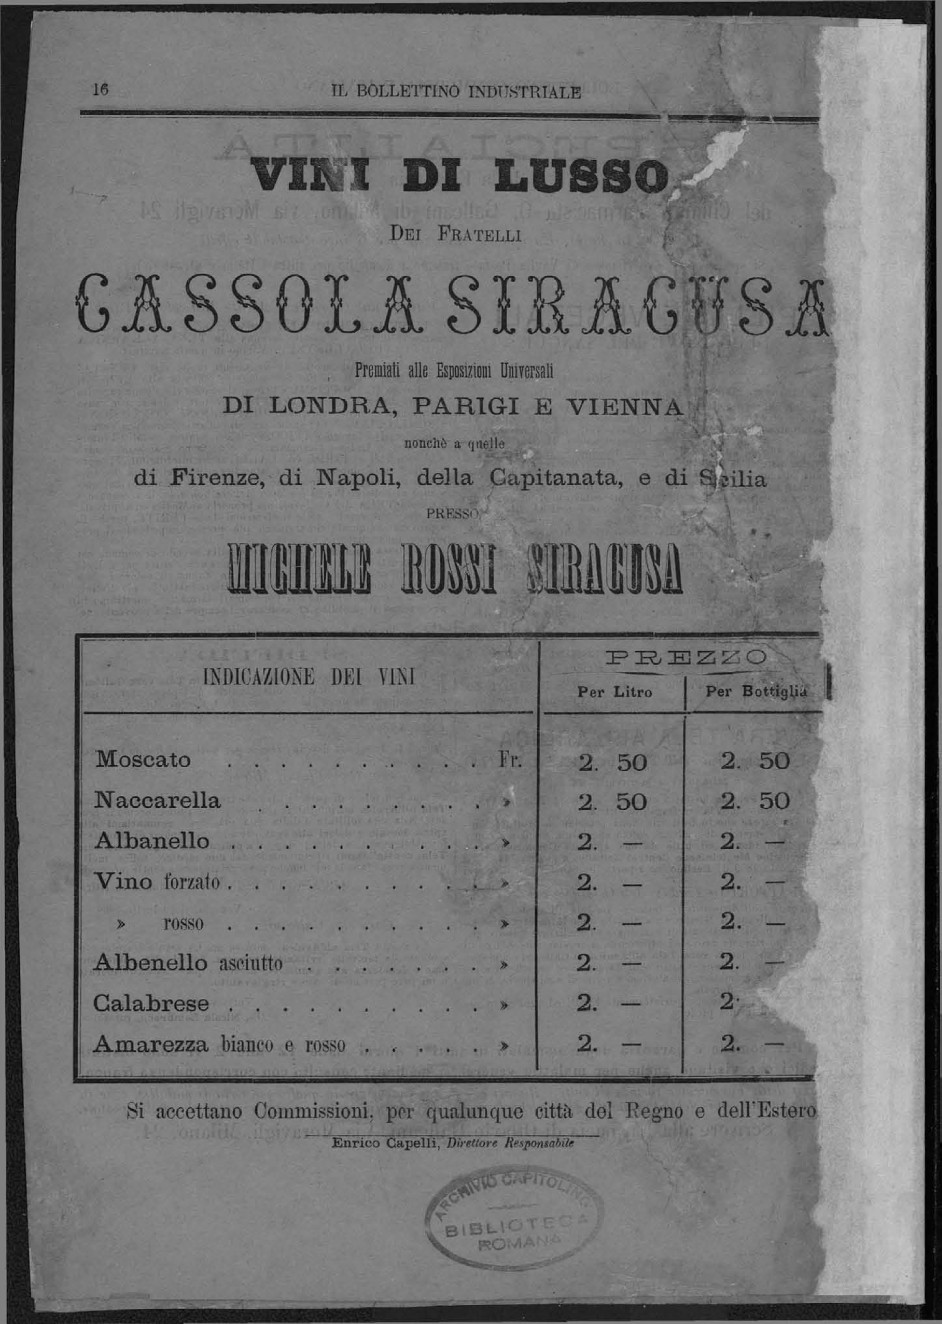 16 IL BOLLETTINO INDUSTRIALE
VINI DI LUSSO
DEI FRATELLI
CASSOLA SIRACUSA
Premiati alle Esposizioni Universali
DI LONDRA, PARIGI E VIENNA
nonchè a quelle
di Firenze, di Napoli, della Capitanata, e di Sicilia
PRESSO
MICHELE ROSSI SIRACUSA
INDICAZIONE DEI VINI
PREZZO
Per Litro Per Bottiglia
Moscato . . . . . . . . . . Fr. 2. 50 2. 50
Naccarella . . . . . . . . . » 2. 50 2. 50
Albanello . . . . . . . . . . » 2. — 2. —
Vino forzato . . . . . . . . . . » 2. — 2. —
» rosso . . . . . . . . . . » 2. — 2. —
Albenello asciutto . . . . . . . » 2. — 2. —
Calabrese . . . . . . . . . . » 2. — 2.
Amarezza bianco e rosso . . . . . » 2. — 2. —
Si accettano Commissioni, per qualunque città del Regno e dell'Estero
Enrico Capelli, Direttore Responsabile
ARCHIVIO CAPITOLINO
BIBLIOTECA
ROMANA